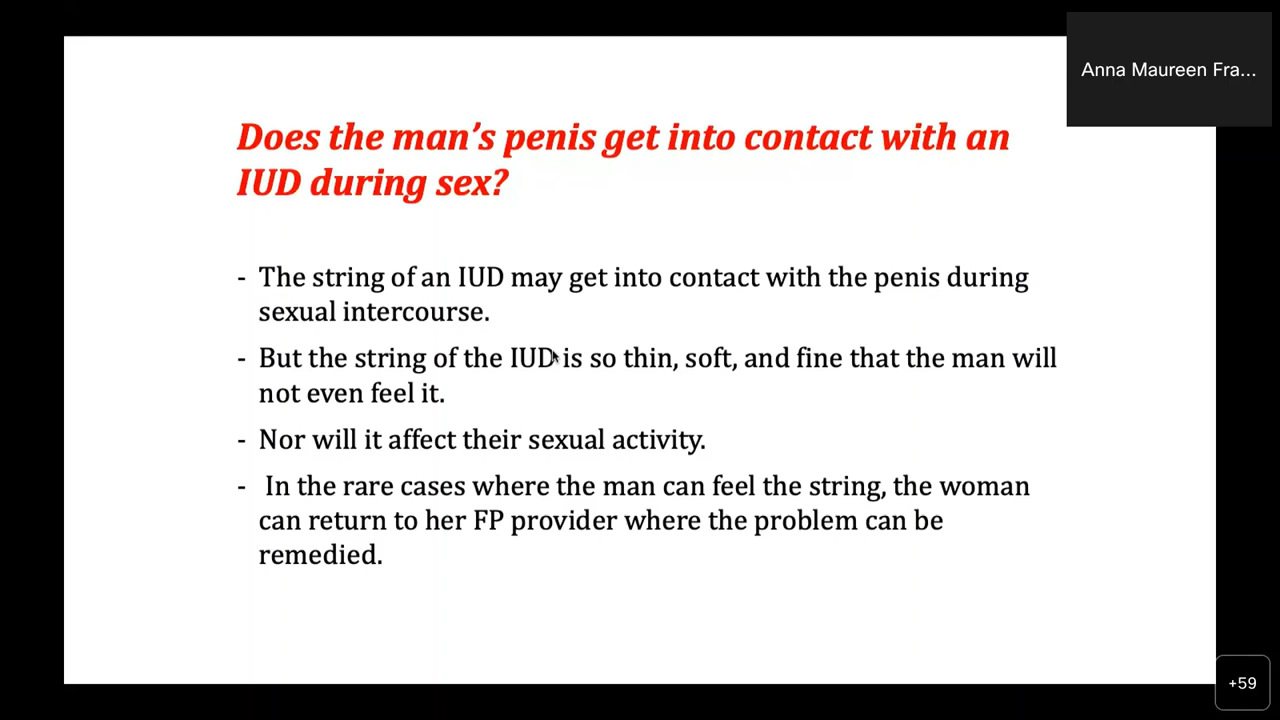 Anna Maureen Fra...
Does the man's penis get into contact with an
IUD during sex?
- The string of an IUD may get into contact with the penis during
sexual intercourse.
- But the string of the IUD is so thin, soft, and fine that the man will
not even feel it.
- Nor will it affect their sexual activity.
- In the rare cases where the man can feel the string, the woman
can return to her FP provider where the problem can be
remedied.
+59